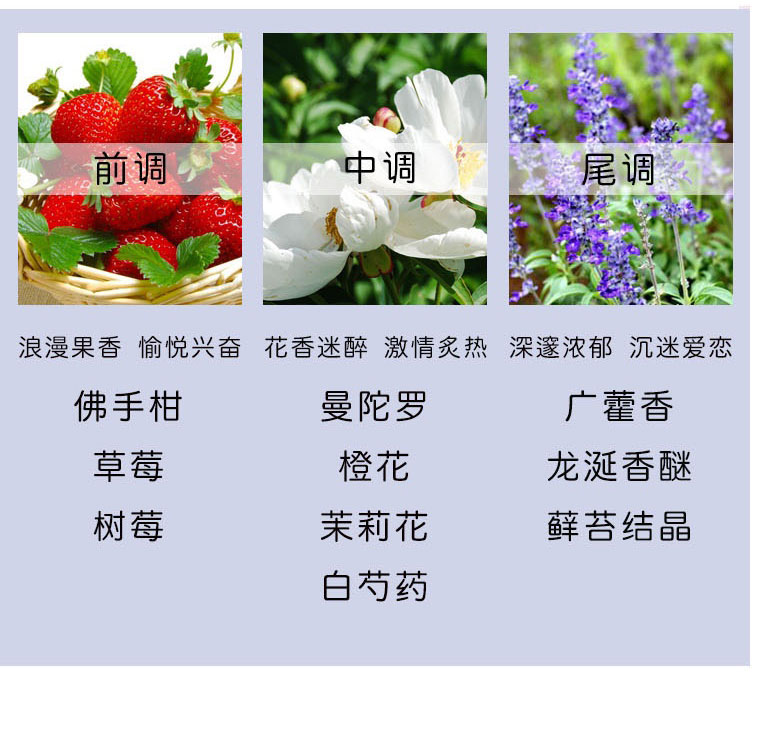 前调
浪漫果香 愉悦兴奋
佛手柑
草莓
树莓
中调
花香迷醉 激情炙热
曼陀罗
橙花
茉莉花
白芍药
尾调
深邃浓郁 沉迷爱恋
广藿香
龙涎香醚
藓苔结晶